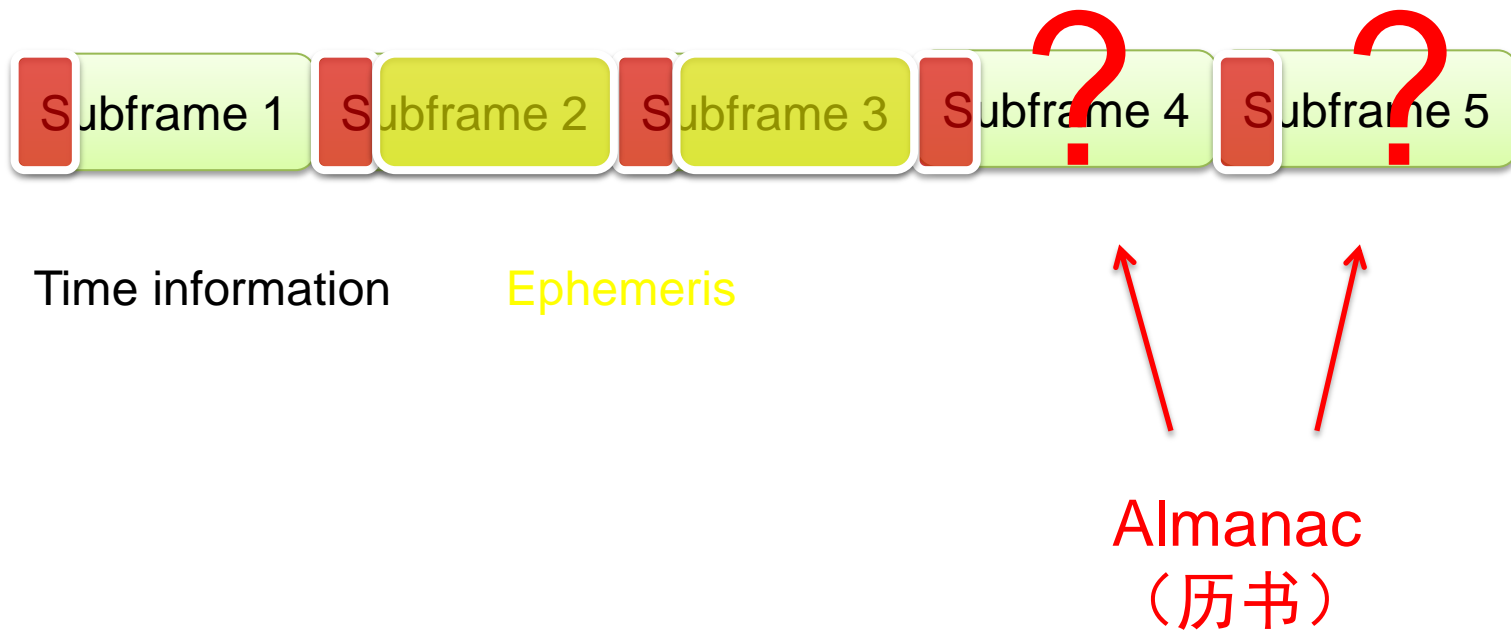 Subframe 1 Subframe 2 Subframe 3 Subframe 4 Subframe 5
? ?
Time information Ephemeris
Almanac
（历书）